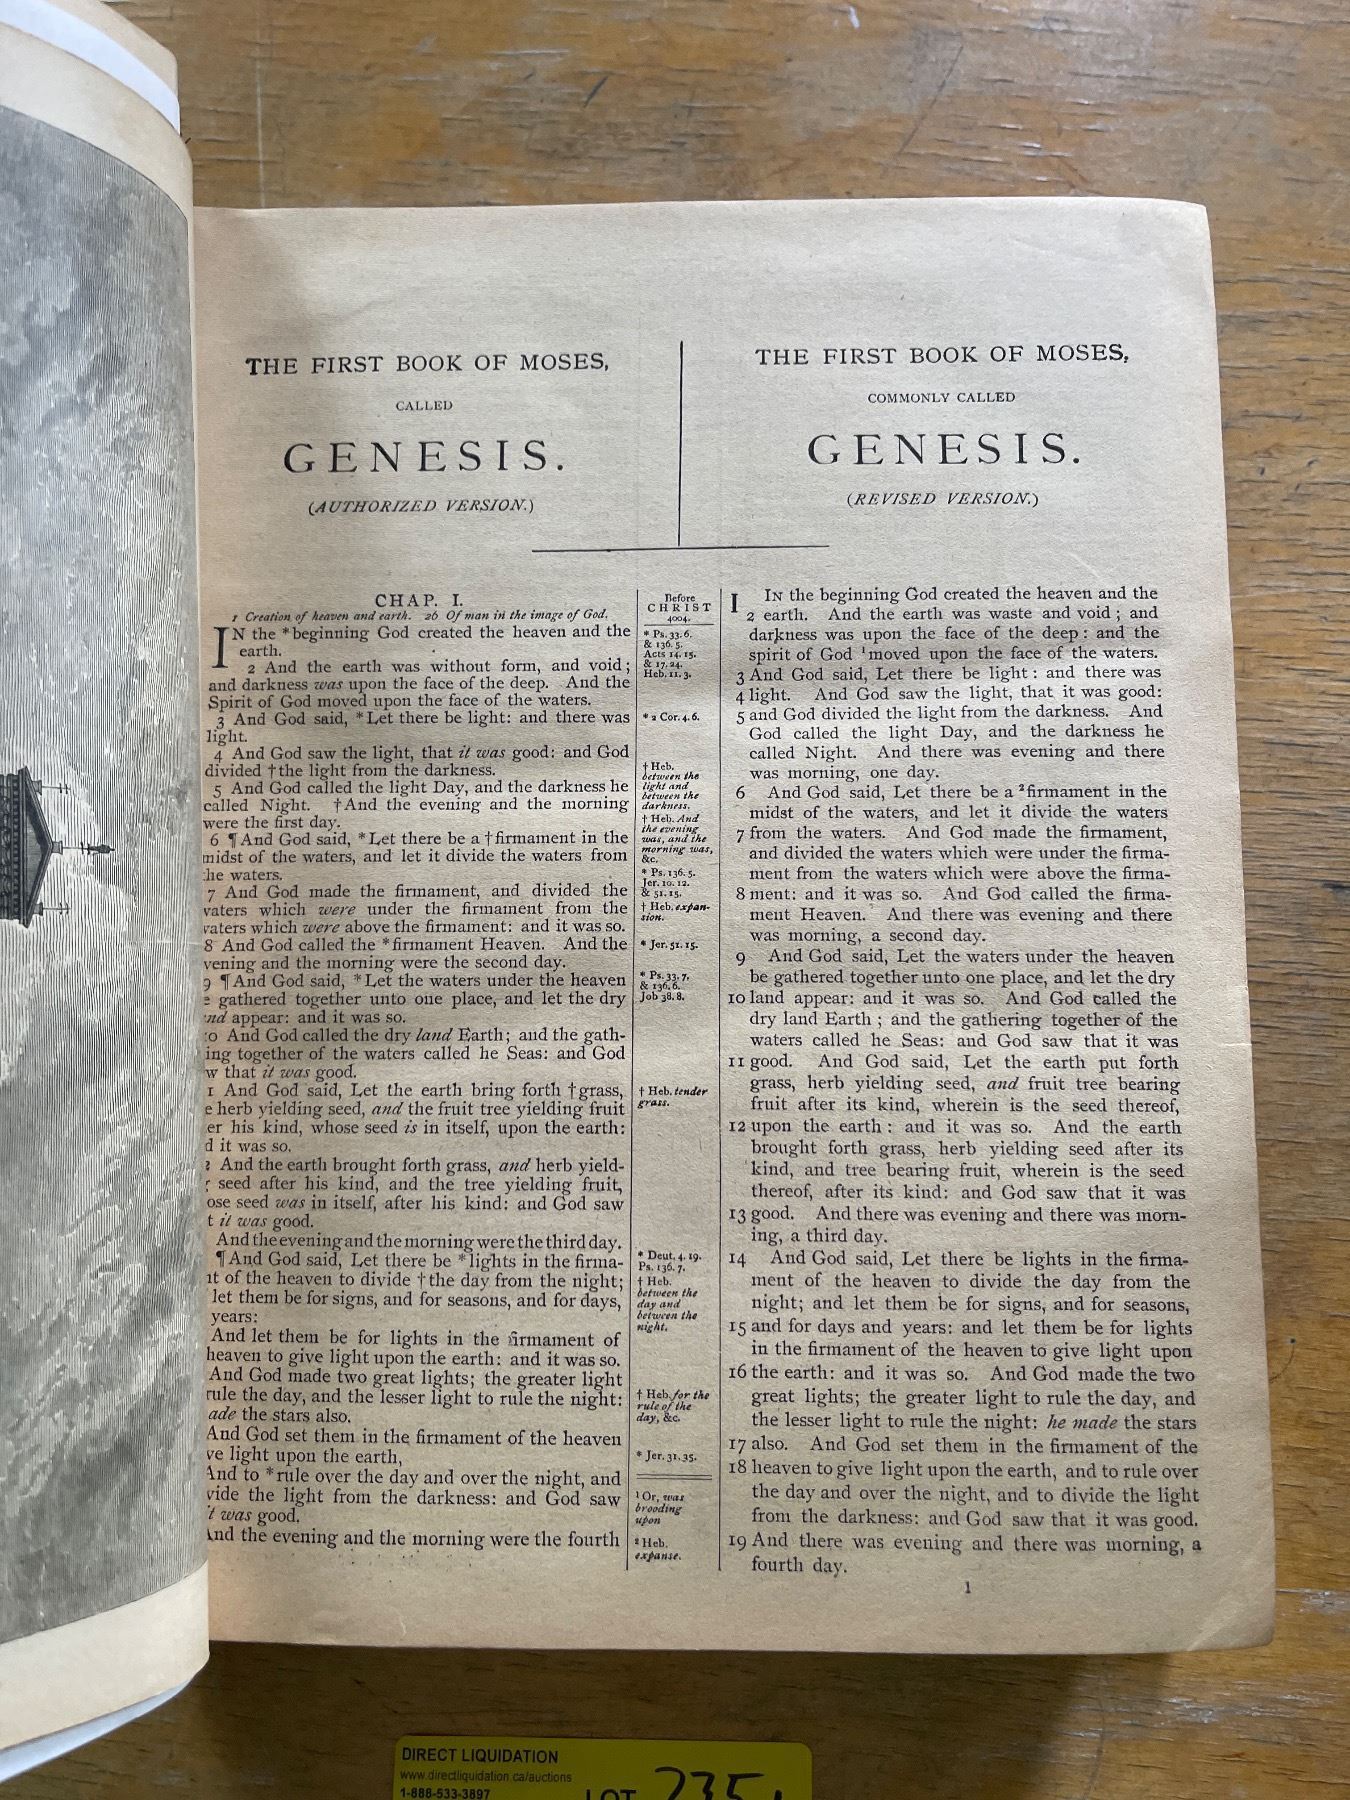 THE FIRST BOOK OF MOSES,
CALLED
GENESIS.
(AUTHORIZED VERSION.)
CHAP. I.
1 Creation of heaven and earth. 26 Of man in the image of God.
IN the *beginning God created the heaven and the
earth.
2 And the earth was without form, and void;
and darkness was upon the face of the deep. And the
Spirit of God moved upon the face of the waters.
3 And God said, *Let there be light: and there was
light.
4 And God saw the light, that it was good: and God
divided †the light from the darkness.
5 And God called the light Day, and the darkness he
called Night. †And the evening and the morning
were the first day.
6 ¶And God said, *Let there be a †firmament in the
midst of the waters, and let it divide the waters from
the waters.
7 And God made the firmament, and divided the
waters which were under the firmament from the
waters which were above the firmament: and it was so.
8 And God called the *firmament Heaven. And the
vening and the morning were the second day.
9 ¶And God said, *Let the waters under the heaven
e gathered together unto one place, and let the dry
nd appear: and it was so.
o And God called the dry land Earth; and the gath-
ing together of the waters called he Seas: and God
w that it was good.
1 And God said, Let the earth bring forth †grass,
e herb yielding seed, and the fruit tree yielding fruit
er his kind, whose seed is in itself, upon the earth:
d it was so.
2 And the earth brought forth grass, and herb yield-
seed after his kind, and the tree yielding fruit,
ose seed was in itself, after his kind: and God saw
t it was good.
And the evening and the morning were the third day.
¶And God said, Let there be *lights in the firma-
nt of the heaven to divide †the day from the night;
let them be for signs, and for seasons, and for days,
years:
And let them be for lights in the firmament of
heaven to give light upon the earth: and it was so.
And God made two great lights; the greater light
rule the day, and the lesser light to rule the night:
ade the stars also.
And God set them in the firmament of the heaven
ve light upon the earth,
And to *rule over the day and over the night, and
vide the light from the darkness: and God saw
it was good.
And the evening and the morning were the fourth
Before
CHRIST
4004.
* Ps. 33. 6.
& 136. 5.
Acts 14. 15.
& 17. 24.
Heb. 11. 3.
* 2 Cor. 4. 6.
† Heb.
between the
light and
between the
darkness.
† Heb. And
the evening
was, and the
morning was,
&c.
* Ps. 136. 5.
Jer. 10. 12.
& 51. 15.
† Heb. expan-
sion.
* Jer. 51. 15.
* Ps. 33. 7.
& 136. 6.
Job 38. 8.
† Heb. tender
grass.
* Deut. 4. 19.
Ps. 136. 7.
† Heb.
between the
day and
between the
night.
† Heb. for the
rule of the
day, &c.
* Jer. 31. 35.
1 Or, was
brooding
upon
2 Heb.
expanse.
THE FIRST BOOK OF MOSES,
COMMONLY CALLED
GENESIS.
(REVISED VERSION.)
I IN the beginning God created the heaven and the
2 earth. And the earth was waste and void; and
darkness was upon the face of the deep: and the
spirit of God 1moved upon the face of the waters.
3 And God said, Let there be light: and there was
4 light. And God saw the light, that it was good:
5 and God divided the light from the darkness. And
God called the light Day, and the darkness he
called Night. And there was evening and there
was morning, one day.
6 And God said, Let there be a 2firmament in the
midst of the waters, and let it divide the waters
7 from the waters. And God made the firmament,
and divided the waters which were under the firma-
ment from the waters which were above the firma-
8 ment: and it was so. And God called the firma-
ment Heaven. And there was evening and there
was morning, a second day.
9 And God said, Let the waters under the heaven
be gathered together unto one place, and let the dry
10 land appear: and it was so. And God called the
dry land Earth; and the gathering together of the
waters called he Seas: and God saw that it was
11 good. And God said, Let the earth put forth
grass, herb yielding seed, and fruit tree bearing
fruit after its kind, wherein is the seed thereof,
12 upon the earth: and it was so. And the earth
brought forth grass, herb yielding seed after its
kind, and tree bearing fruit, wherein is the seed
thereof, after its kind: and God saw that it was
13 good. And there was evening and there was morn-
ing, a third day.
14 And God said, Let there be lights in the firma-
ment of the heaven to divide the day from the
night; and let them be for signs, and for seasons,
15 and for days and years: and let them be for lights
in the firmament of the heaven to give light upon
16 the earth: and it was so. And God made the two
great lights; the greater light to rule the day, and
the lesser light to rule the night: he made the stars
17 also. And God set them in the firmament of the
18 heaven to give light upon the earth, and to rule over
the day and over the night, and to divide the light
from the darkness: and God saw that it was good.
19 And there was evening and there was morning, a
fourth day.
1
DIRECT LIQUIDATION
www.directliquidation.ca/auctions
1-888-533-3897
LOT